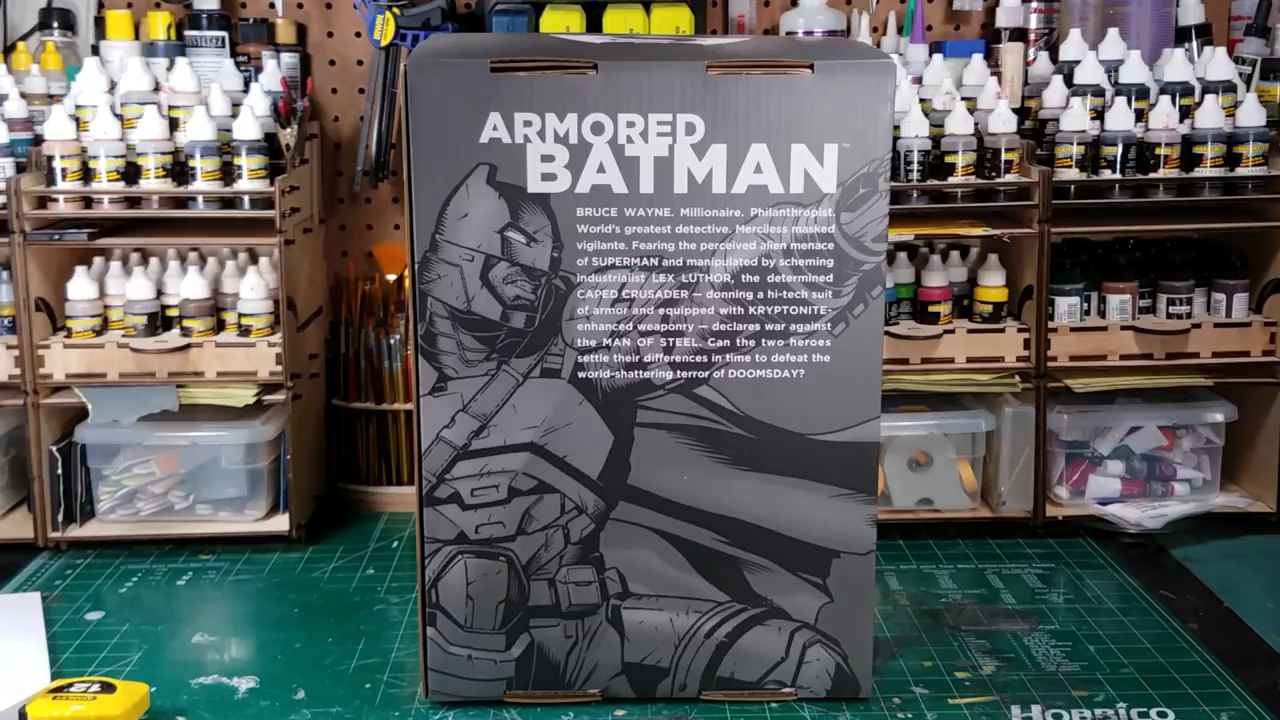 ARMORED
BATMAN™
BRUCE WAYNE. Millionaire. Philanthropist.
World's greatest detective. Merciless masked
vigilante. Fearing the perceived alien menace
of SUPERMAN and manipulated by scheming
industrialist LEX LUTHOR, the determined
CAPED CRUSADER — donning a hi-tech suit
of armor and equipped with KRYPTONITE-
enhanced weaponry — declares war against
the MAN OF STEEL. Can the two heroes
settle their differences in time to defeat the
world-shattering terror of DOOMSDAY?
12
HOBBICO